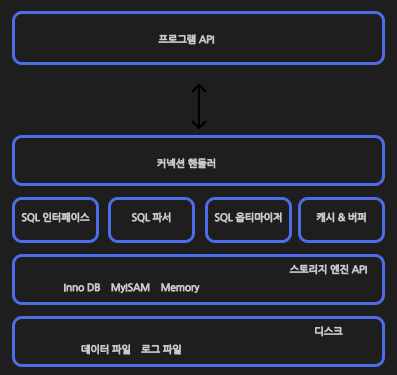 프로그램 API
커넥션 핸들러
SQL 인터페이스
SQL 파서
SQL 옵티마이저
캐시 & 버퍼
스토리지 엔진 API
Inno DB MyISAM Memory
디스크
데이터 파일 로그 파일